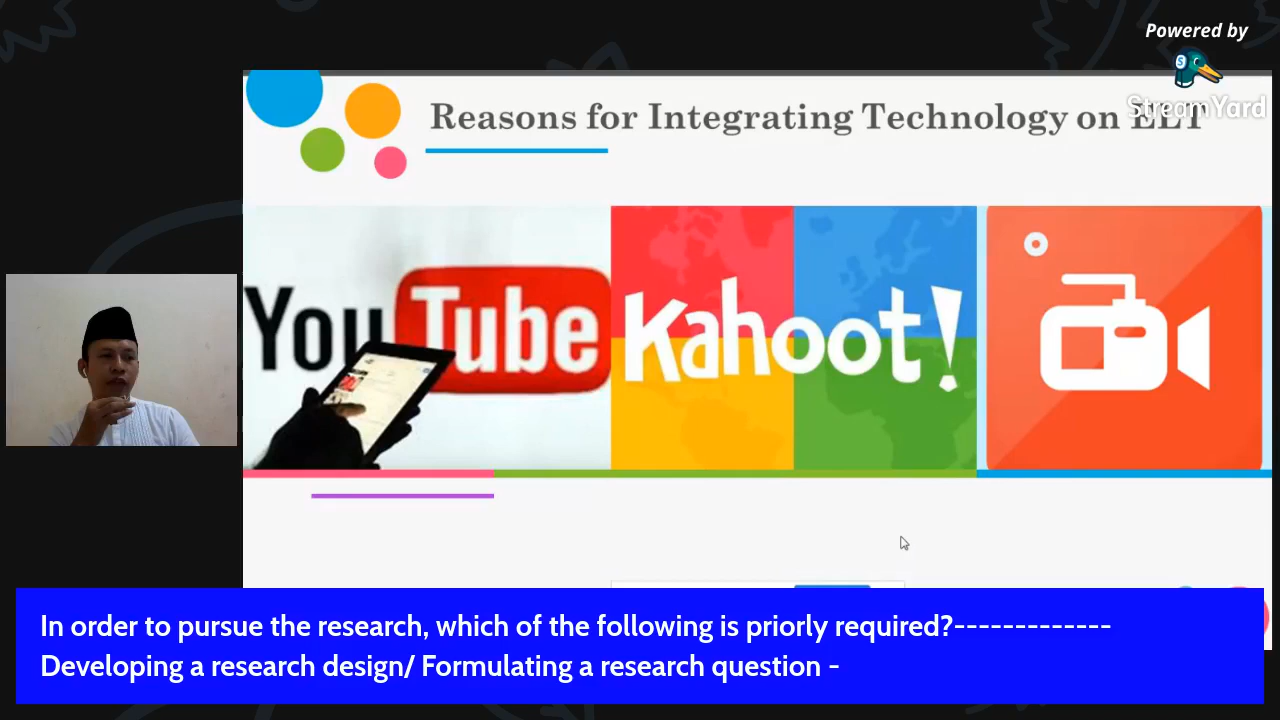 Powered by
StreamYard
Reasons for Integrating Technology on ELT
YouTube
Kahoot!
In order to pursue the research, which of the following is priorly required?-------------
Developing a research design/ Formulating a research question -